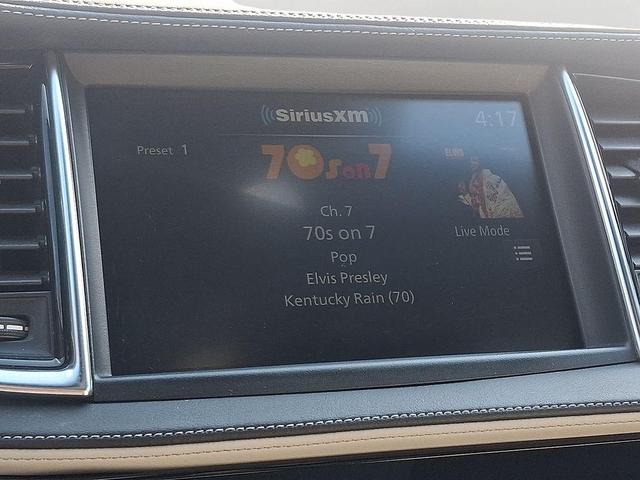 SiriusXM
4:17
Preset 1
70s on 7
ELVIS
Ch. 7
70s on 7
Live Mode
Pop
Elvis Presley
Kentucky Rain (70)